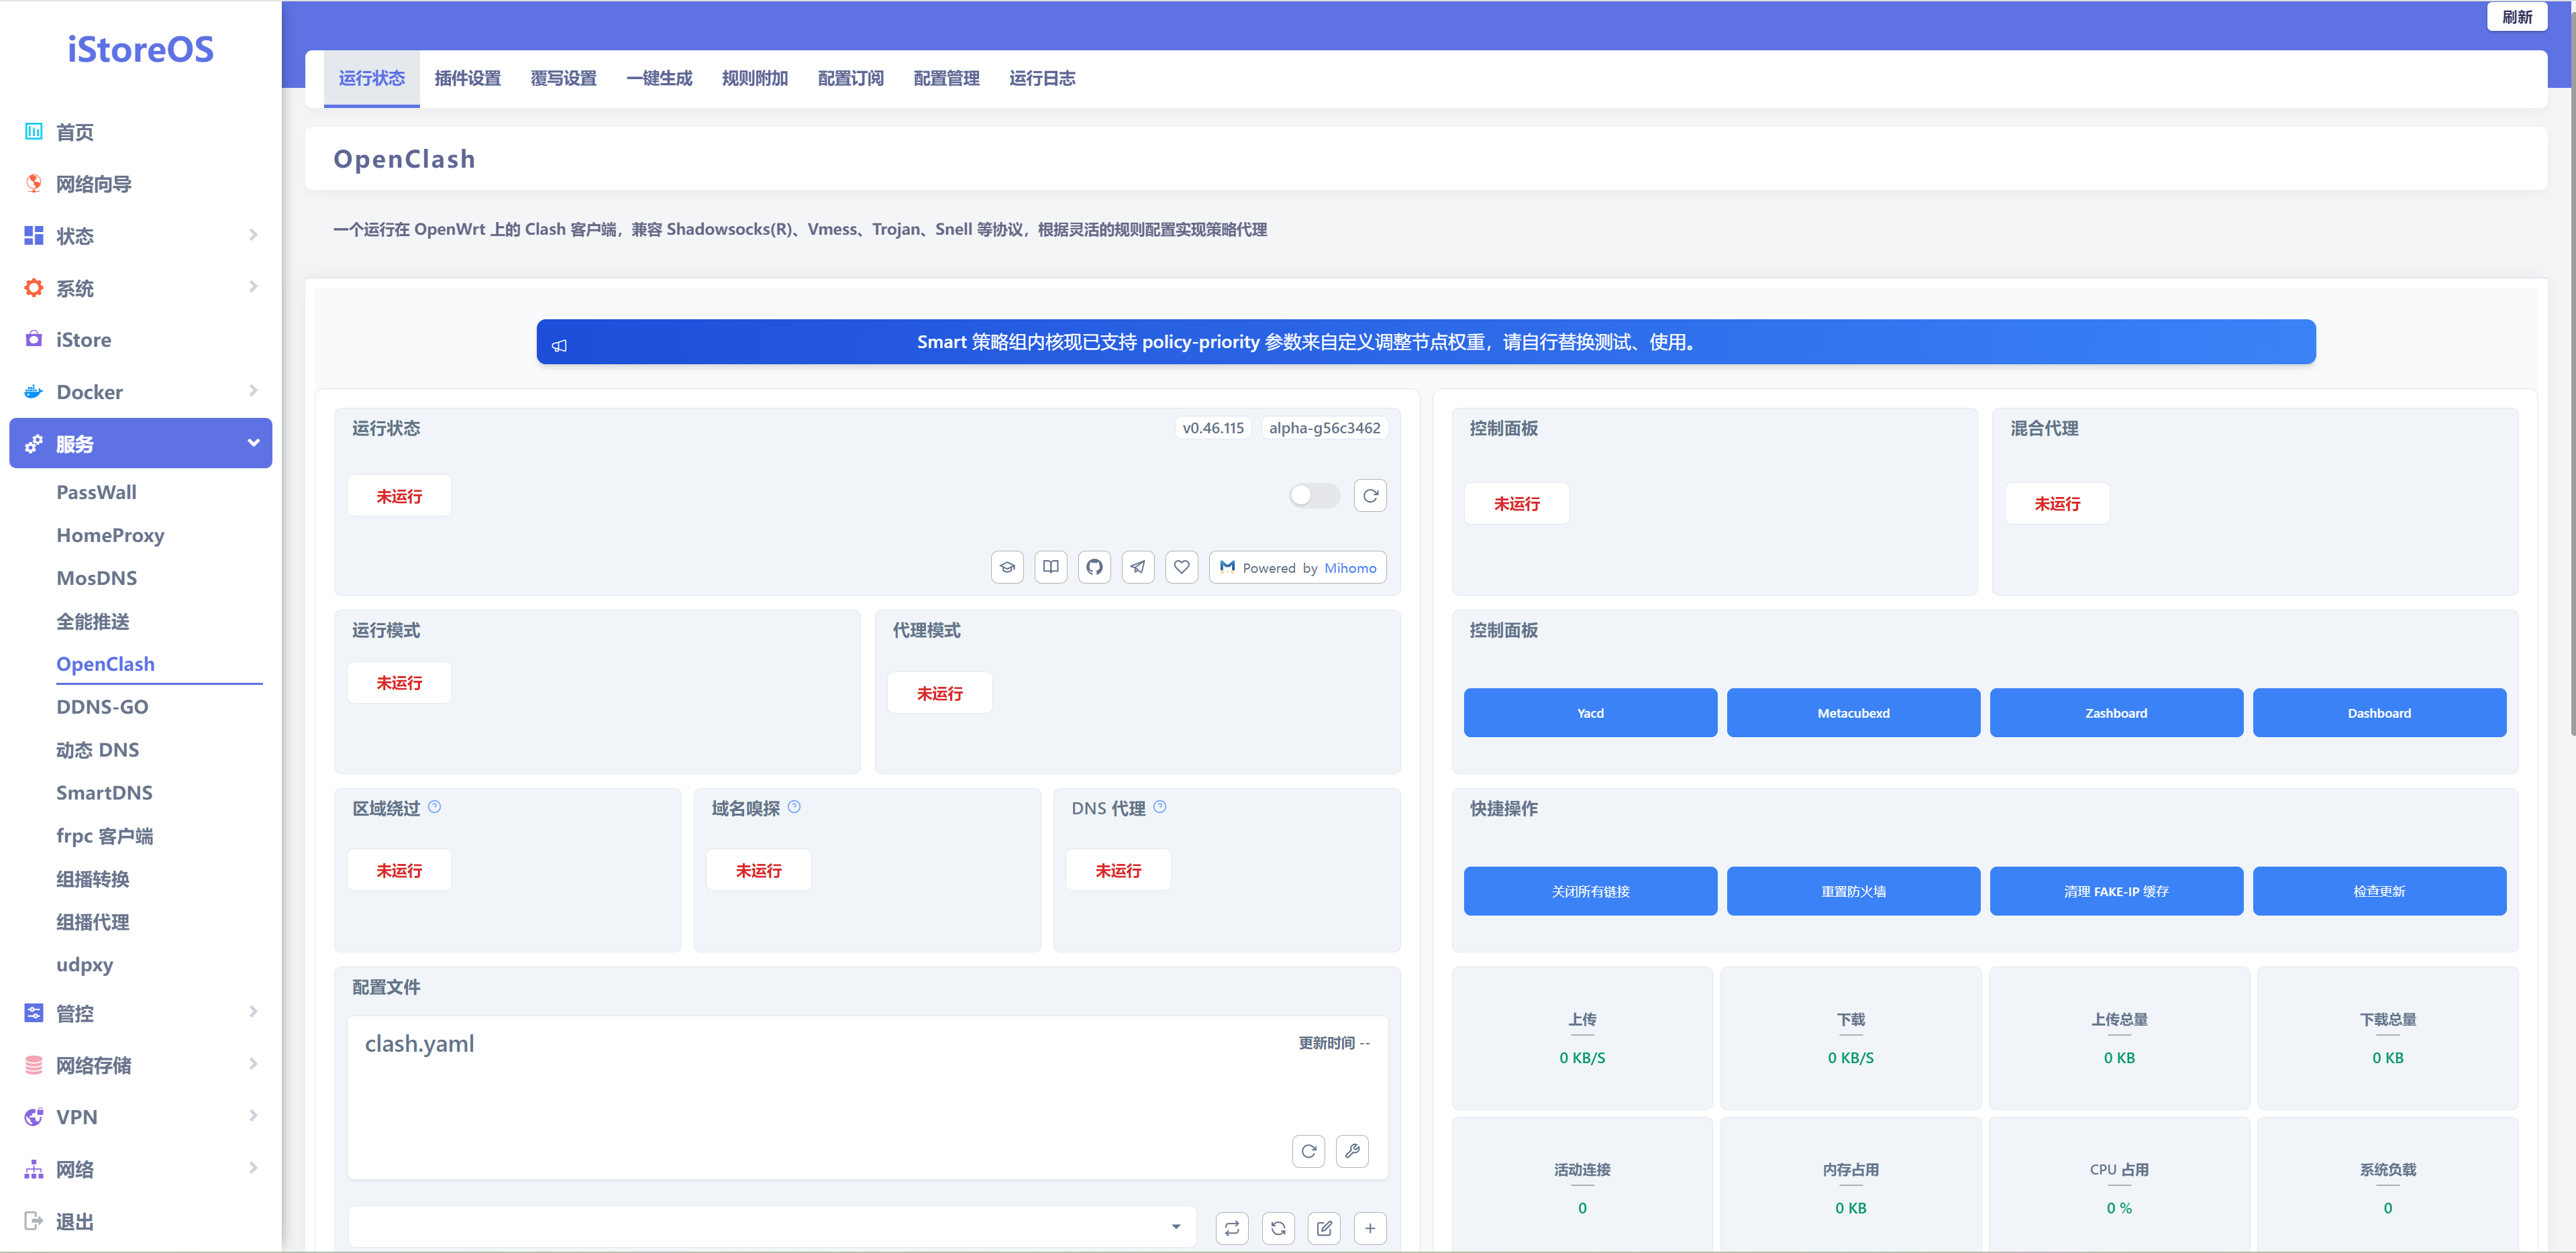 刷新
iStoreOS
首页
网络向导
状态
系统
iStore
Docker
服务
PassWall
HomeProxy
MosDNS
全能推送
OpenClash
DDNS-GO
动态 DNS
SmartDNS
frpc 客户端
组播转换
组播代理
udpxy
管控
网络存储
VPN
网络
退出
运行状态 插件设置 覆写设置 一键生成 规则附加 配置订阅 配置管理 运行日志
OpenClash
一个运行在 OpenWrt 上的 Clash 客户端，兼容 Shadowsocks(R)、Vmess、Trojan、Snell 等协议，根据灵活的规则配置实现策略代理
Smart 策略组内核现已支持 policy-priority 参数来自定义调整节点权重，请自行替换测试、使用。
运行状态 v0.46.115 alpha-g56c3462
未运行
Powered by Mihomo
运行模式
未运行
代理模式
未运行
区域绕过
未运行
域名嗅探
未运行
DNS 代理
未运行
配置文件
clash.yaml 更新时间 --
控制面板
未运行
混合代理
未运行
控制面板
Yacd Metacubexd Zashboard Dashboard
快捷操作
关闭所有链接 重置防火墙 清理 FAKE-IP 缓存 检查更新
上传
0 KB/S
下载
0 KB/S
上传总量
0 KB
下载总量
0 KB
活动连接
0
内存占用
0 KB
CPU 占用
0 %
系统负载
0